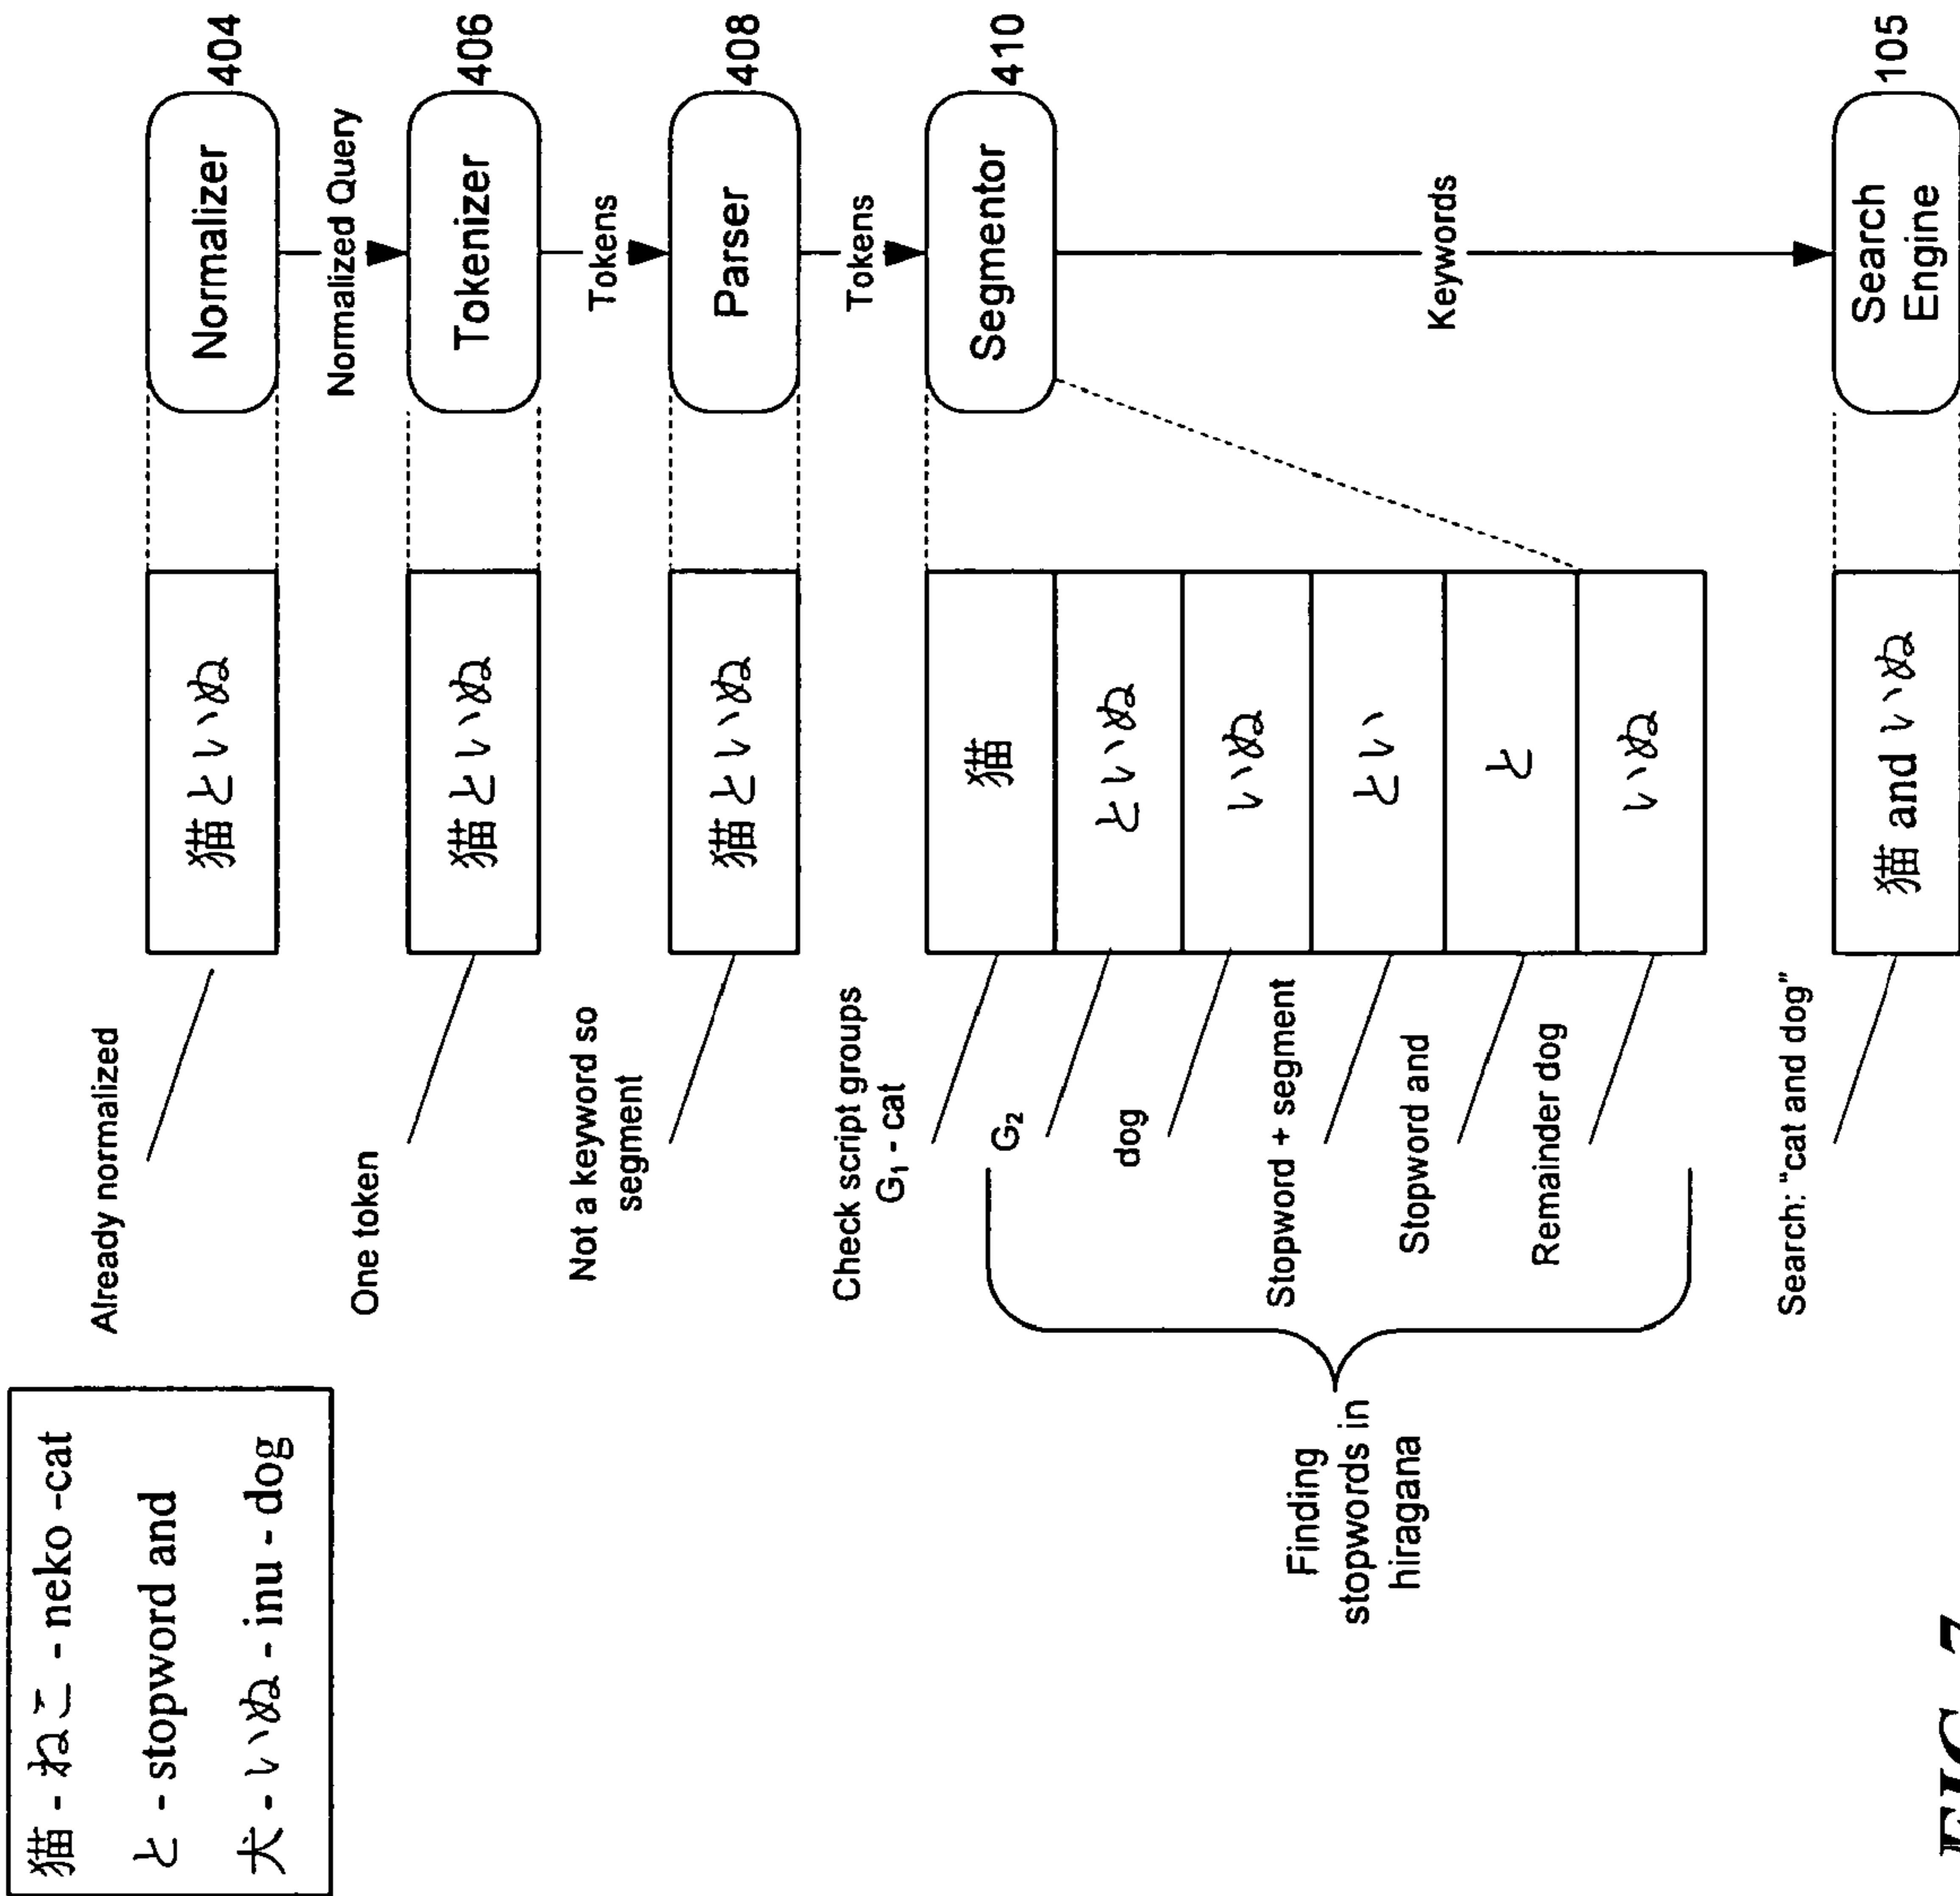 猫 - ねこ - neko -cat
と - stopword and
犬 - いぬ - inu - dog
Already normalized
猫といぬ
Normalizer
404
Normalized Query
One token
猫といぬ
Tokenizer
406
Tokens
Not a keyword so
segment
猫といぬ
Parser
408
Tokens
Check script groups
G₁ - cat
猫
Segmentor
410
Finding
stopwords in
hiragana
G₂
といぬ
dog
いぬ
Stopword + segment
とい
Stopword and
と
Remainder dog
いぬ
Keywords
Search: "cat and dog"
猫 and いぬ
Search
Engine
105
FIG. 7